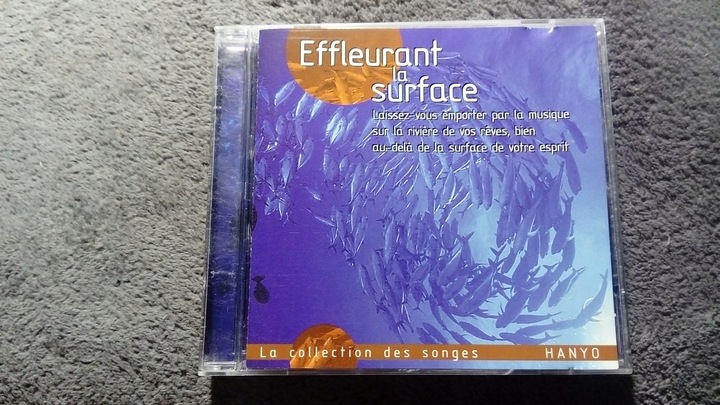 Effleurant
la
surface
Laissez-vous emporter par la musique
sur la rivière de vos rêves, bien
au-delà de la surface de votre esprit
La collection des songes HANYO